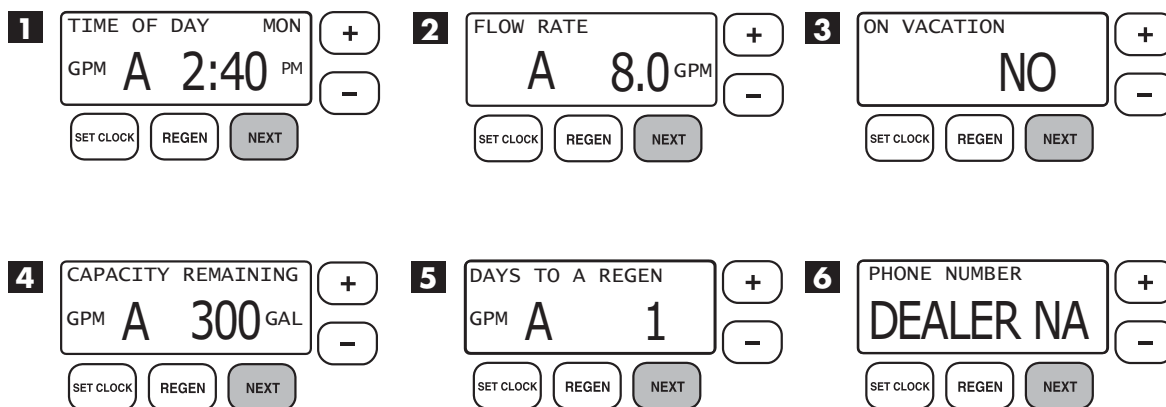 1
TIME OF DAY MON
GPM A 2:40 PM
+
-
SET CLOCK REGEN NEXT
2
FLOW RATE
A 8.0 GPM
+
-
SET CLOCK REGEN NEXT
3
ON VACATION
NO
+
-
SET CLOCK REGEN NEXT
4
CAPACITY REMAINING
GPM A 300 GAL
+
-
SET CLOCK REGEN NEXT
5
DAYS TO A REGEN
GPM A 1
+
-
SET CLOCK REGEN NEXT
6
PHONE NUMBER
DEALER NA
+
-
SET CLOCK REGEN NEXT